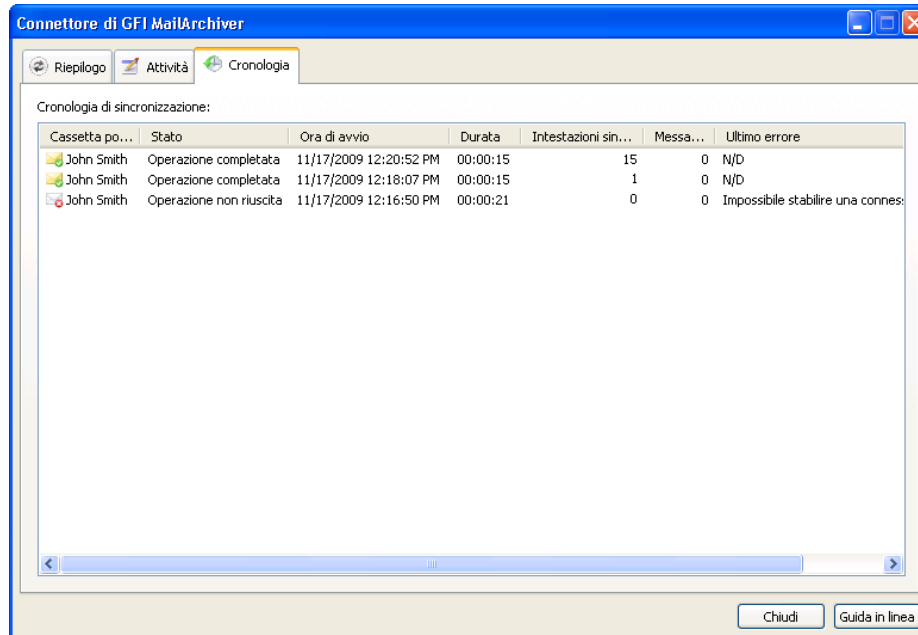 Connettore di GFI MailArchiver
Riepilogo Attività Cronologia
Cronologia di sincronizzazione:
Cassetta po... Stato Ora di avvio Durata Intestazioni sin... Messa... Ultimo errore
John Smith Operazione completata 11/17/2009 12:20:52 PM 00:00:15 15 0 N/D
John Smith Operazione completata 11/17/2009 12:18:07 PM 00:00:15 1 0 N/D
John Smith Operazione non riuscita 11/17/2009 12:16:50 PM 00:00:21 0 0 Impossibile stabilire una connes
Chiudi Guida in linea